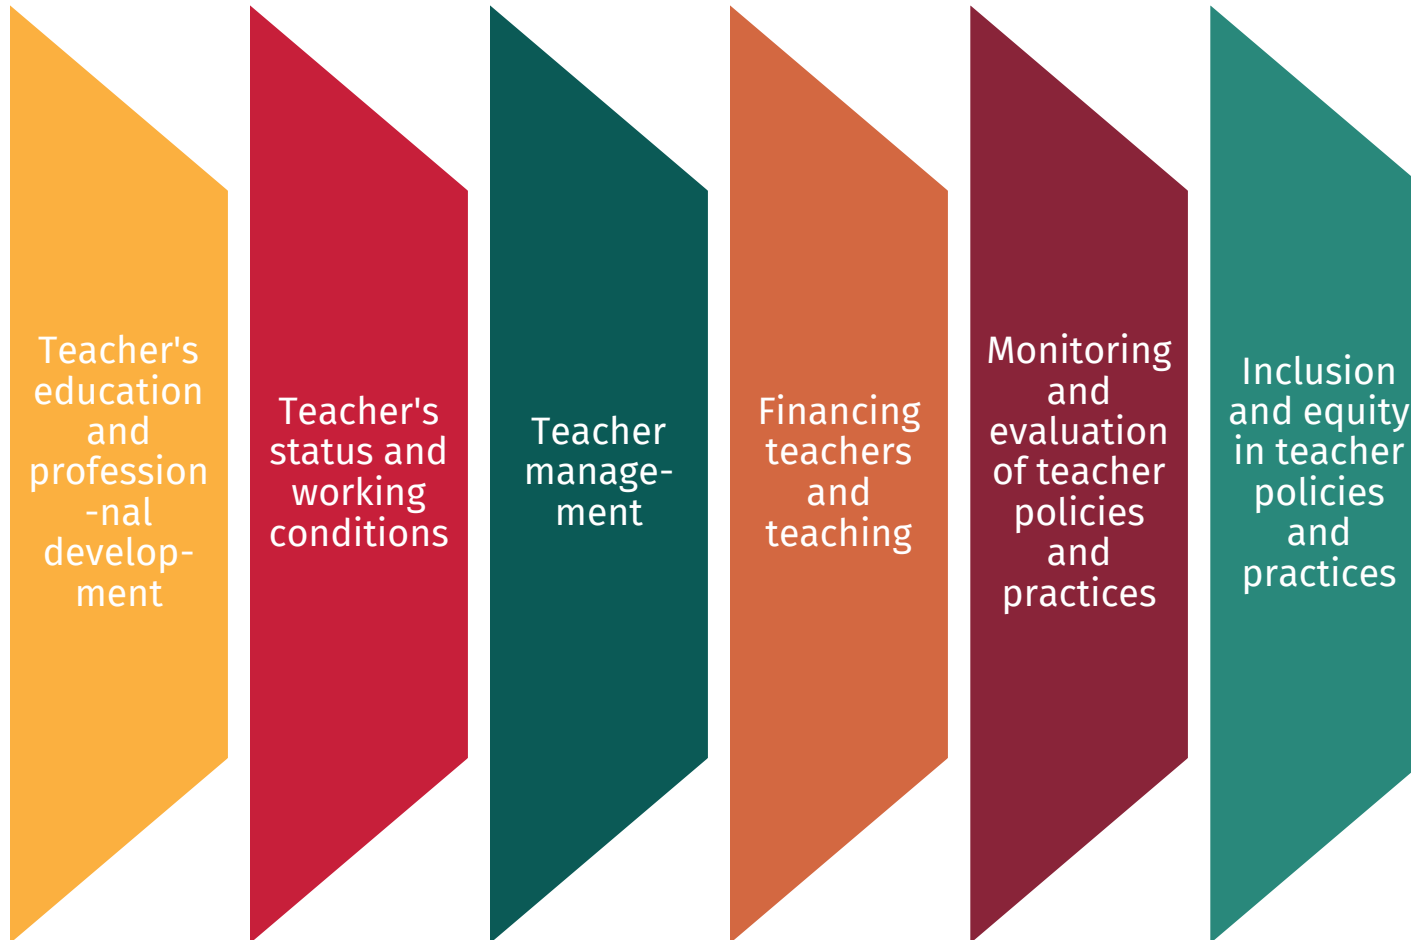 Teacher's
education
and
profession
-nal
develop-
ment
Teacher's
status and
working
conditions
Teacher
manage-
ment
Financing
teachers
and
teaching
Monitoring
and
evaluation
of teacher
policies
and
practices
Inclusion
and equity
in teacher
policies
and
practices